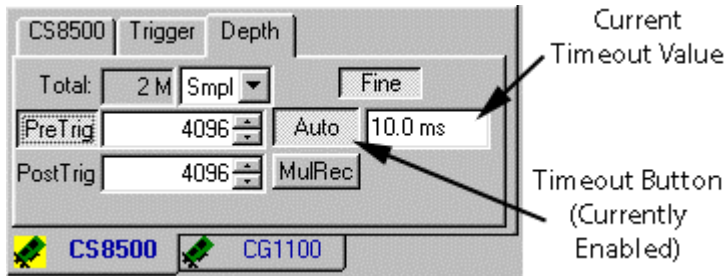 CS8500 Trigger Depth
Total: 2 M Smpl Fine
PreTrig 4096 Auto 10.0 ms
PostTrig 4096 MulRec
CS8500 CG1100
Current
Timeout Value
Timeout Button
(Currently
Enabled)